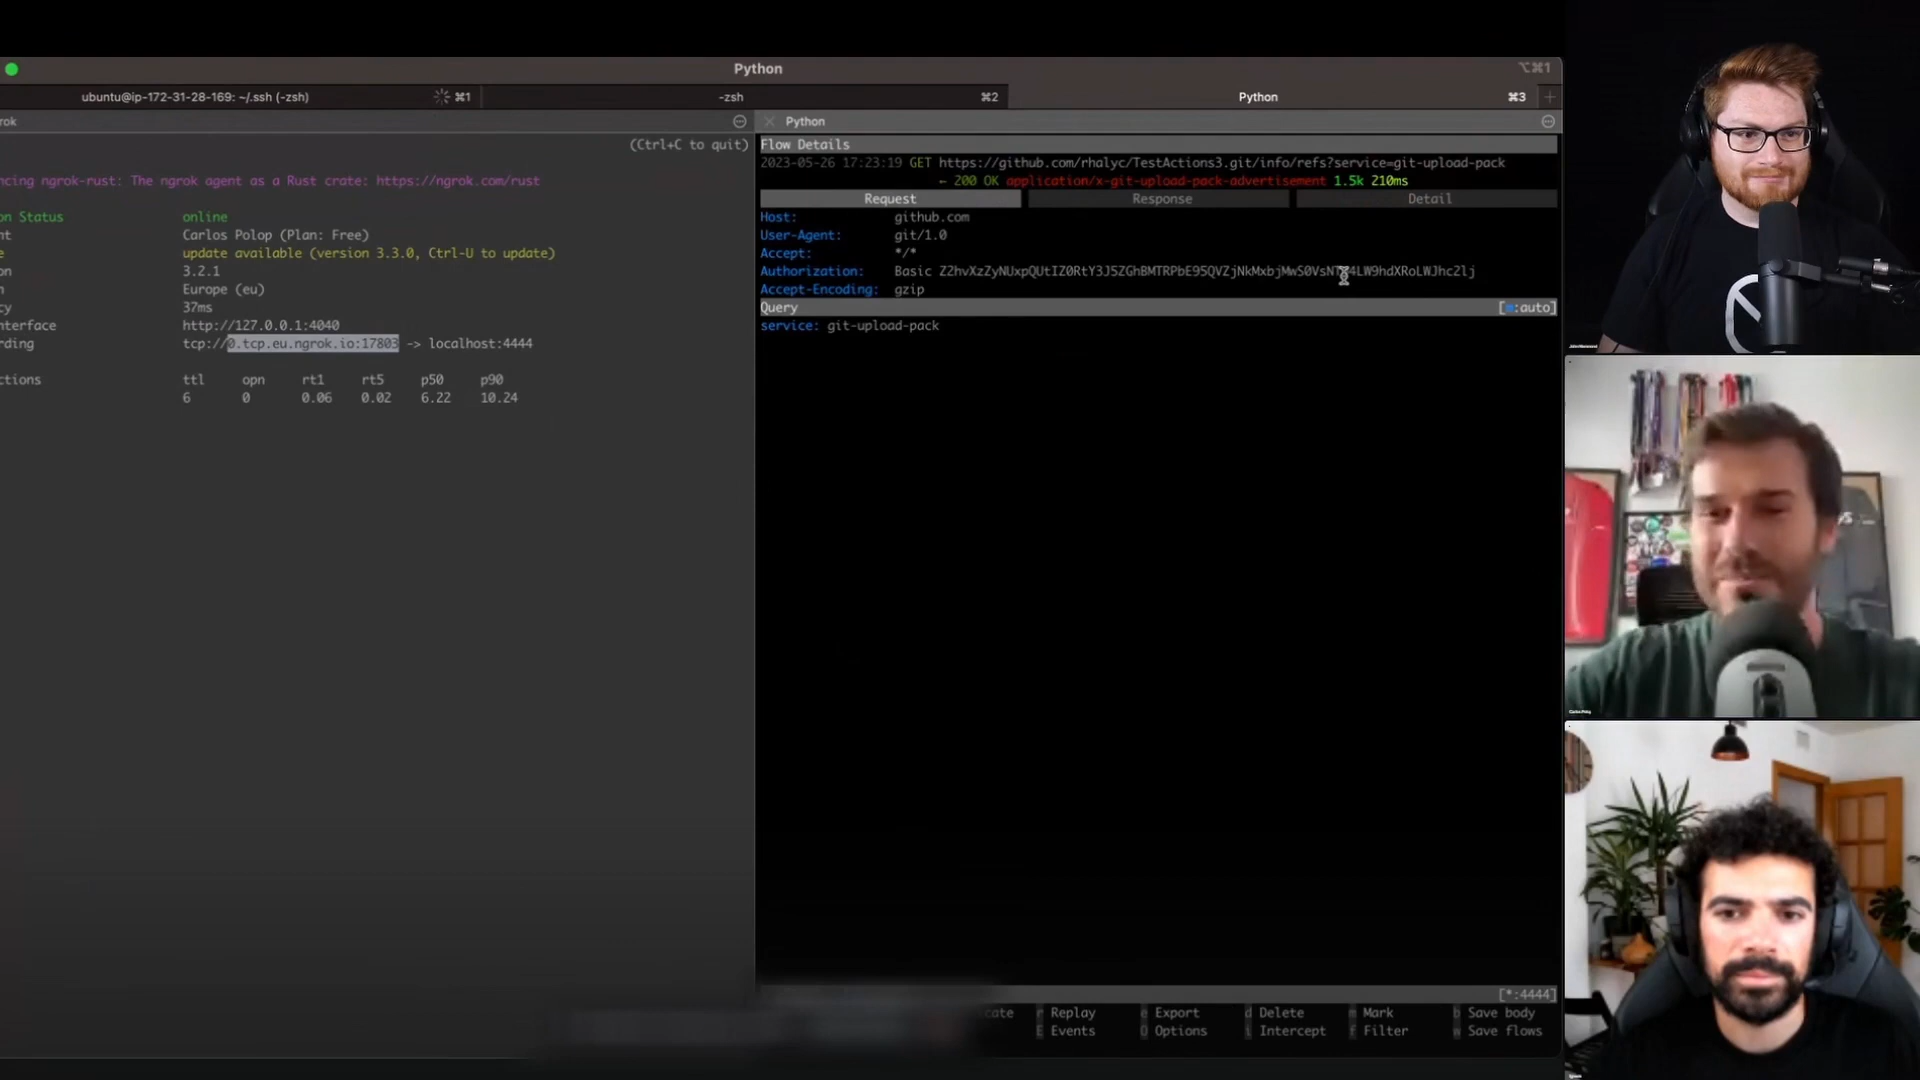 Python
⌥⌘1
ubuntu@ip-172-31-28-169: ~/.ssh (-zsh)
⌘1
-zsh
⌘2
Python
⌘3
rok
Python
(Ctrl+C to quit)
ncing ngrok-rust: The ngrok agent as a Rust crate: https://ngrok.com/rust
on Status online
nt Carlos Polop (Plan: Free)
e update available (version 3.3.0, Ctrl-U to update)
on 3.2.1
n Europe (eu)
cy 37ms
nterface http://127.0.0.1:4040
rding tcp://0.tcp.eu.ngrok.io:17803 -> localhost:4444
ctions ttl opn rt1 rt5 p50 p90
6 0 0.06 0.02 6.22 10.24
Flow Details
2023-05-26 17:23:19 GET https://github.com/rhalyc/TestActions3.git/info/refs?service=git-upload-pack
← 200 OK application/x-git-upload-pack-advertisement 1.5k 210ms
Request Response Detail
Host: github.com
User-Agent: git/1.0
Accept: */*
Authorization: Basic
Accept-Encoding: gzip
Query [m:auto]
service: git-upload-pack
[*:4444]
cate r Replay e Export d Delete m Mark b Save body
E Events O Options i Intercept f Filter w Save flows